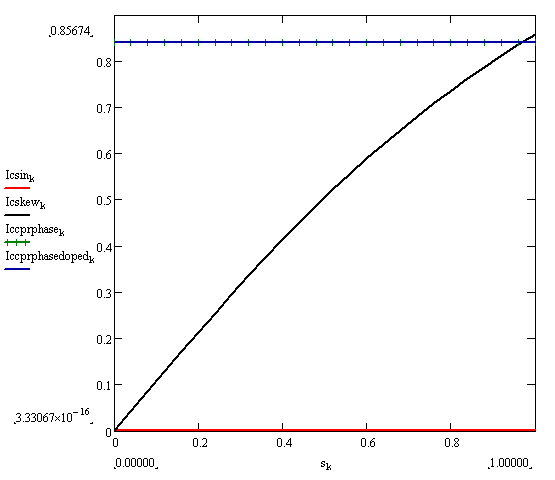 0.85674
0.8
0.7
0.6
Icsin_k
Icskew_k
0.5
Iccprphase_k
Iccprphasedoped_k
0.4
0.3
0.2
0.1
3.33067×10^−16
0
0 0.2 0.4 0.6 0.8
0.00000 s_k 1.00000